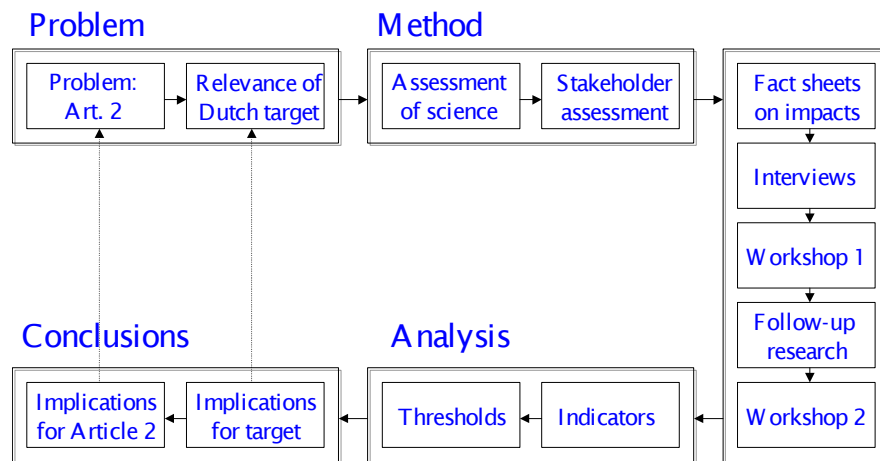 Problem
Method
Problem:
Art. 2
Relevance of
Dutch target
Assessment
of science
Stakeholder
assessment
Fact sheets
on impacts
Interviews
Workshop 1
Follow-up
research
Workshop 2
Conclusions
Analysis
Implications
for Article 2
Implications
for target
Thresholds
Indicators